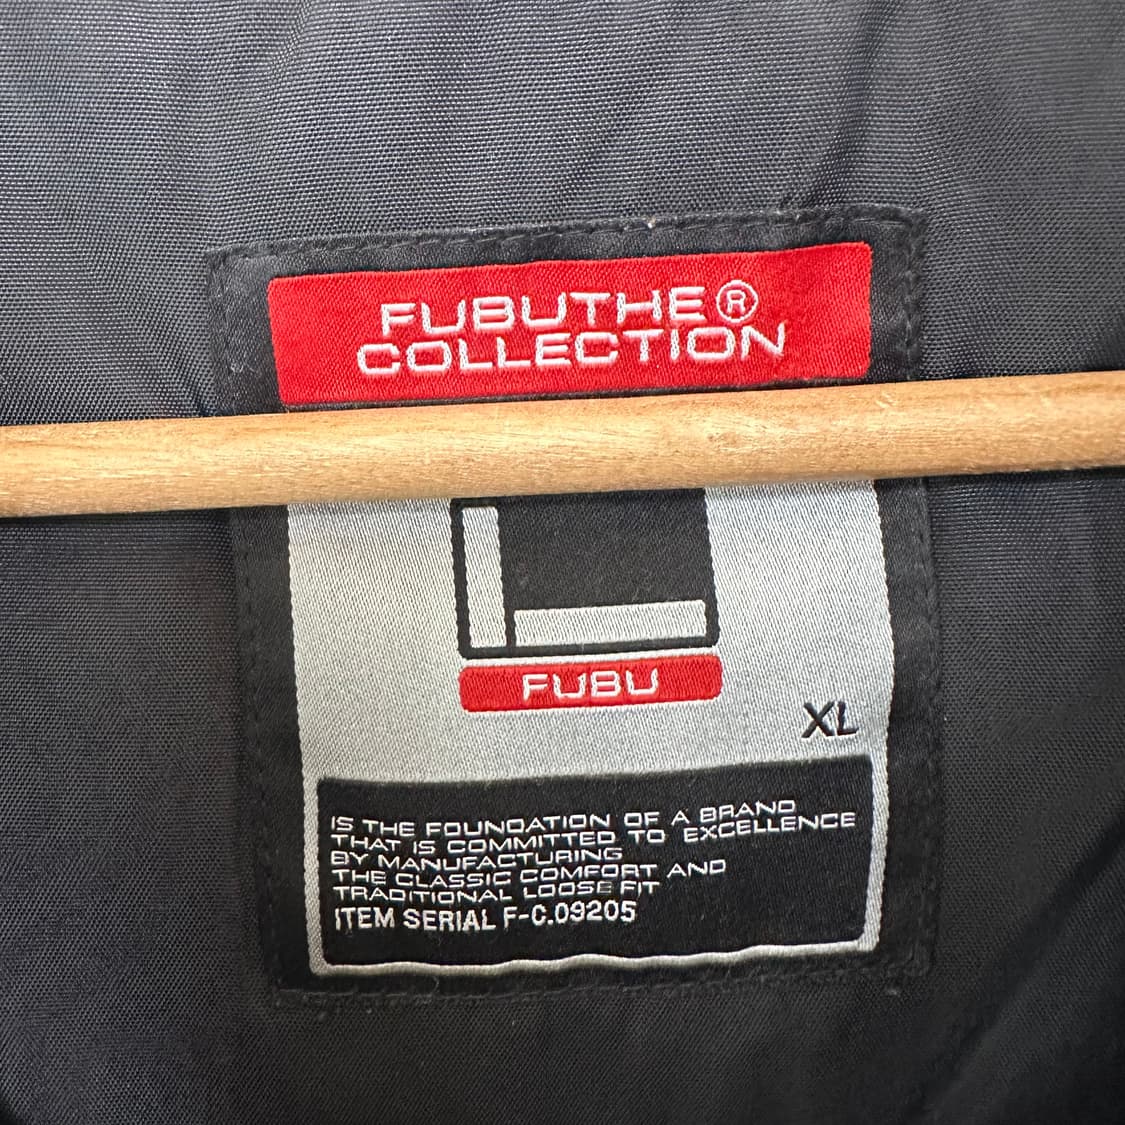 FUBUTHE®
COLLECTION
FUBU
XL
IS THE FOUNDATION OF A BRAND
THAT IS COMMITTED TO EXCELLENCE
BY MANUFACTURING
THE CLASSIC COMFORT AND
TRADITIONAL LOOSE FIT
ITEM SERIAL F-C.09205